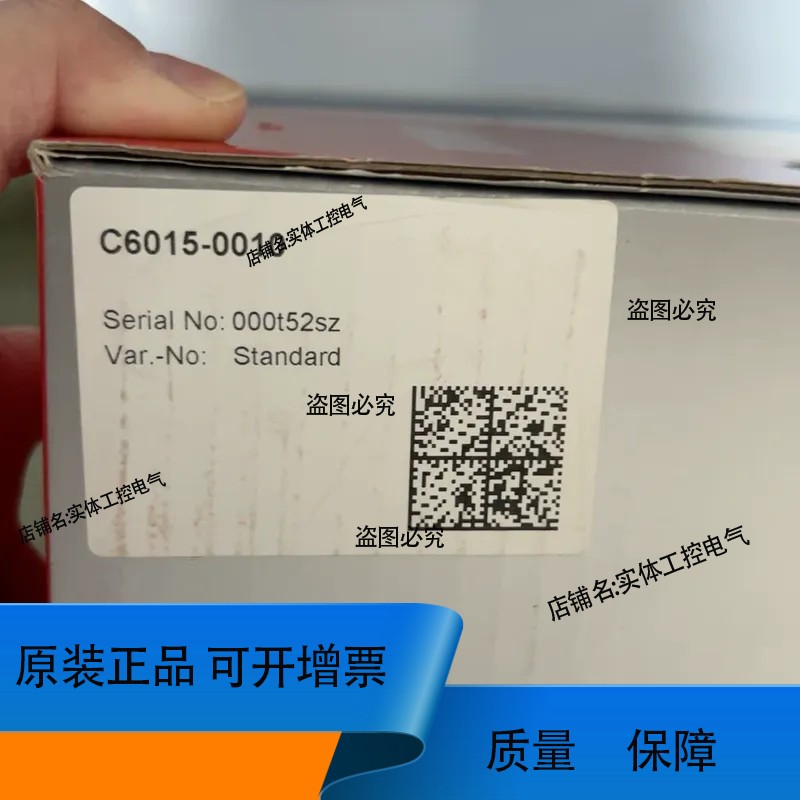 C6015-0010
店铺名:实体工控电气
Serial No: 000t52sz
Var.-No: Standard
盗图必究
盗图必究
店铺名:实体工控电气
盗图必究
店铺名:实体工控电气
原装正品 可开增票
质量 保障